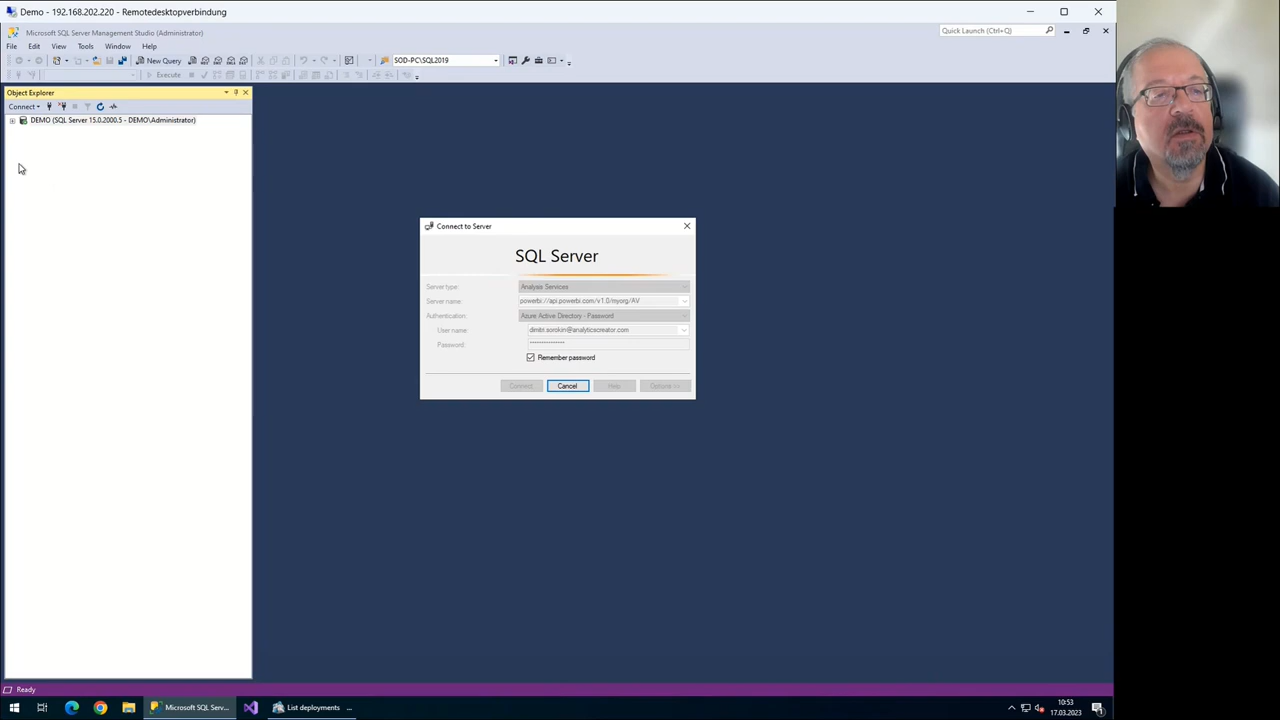 Demo - 192.168.202.220 - Remotedesktopverbindung
Microsoft SQL Server Management Studio (Administrator)
Quick Launch (Ctrl+Q)
File Edit View Tools Window Help
New Query
SOD-PC\SQL2019
Execute
Object Explorer
Connect
DEMO (SQL Server 15.0.2000.5 - DEMO\Administrator)
Connect to Server
SQL Server
Server type: Analysis Services
Server name: powerbi://api.powerbi.com/v1.0/myorg/AV
Authentication: Azure Active Directory - Password
User name: dimitri.sorokin@analyticscreator.com
Password: ***************
Remember password
Connect Cancel Help Options >>
Ready
Microsoft SQL Serv... List deployments ...
10:53
17.03.2023